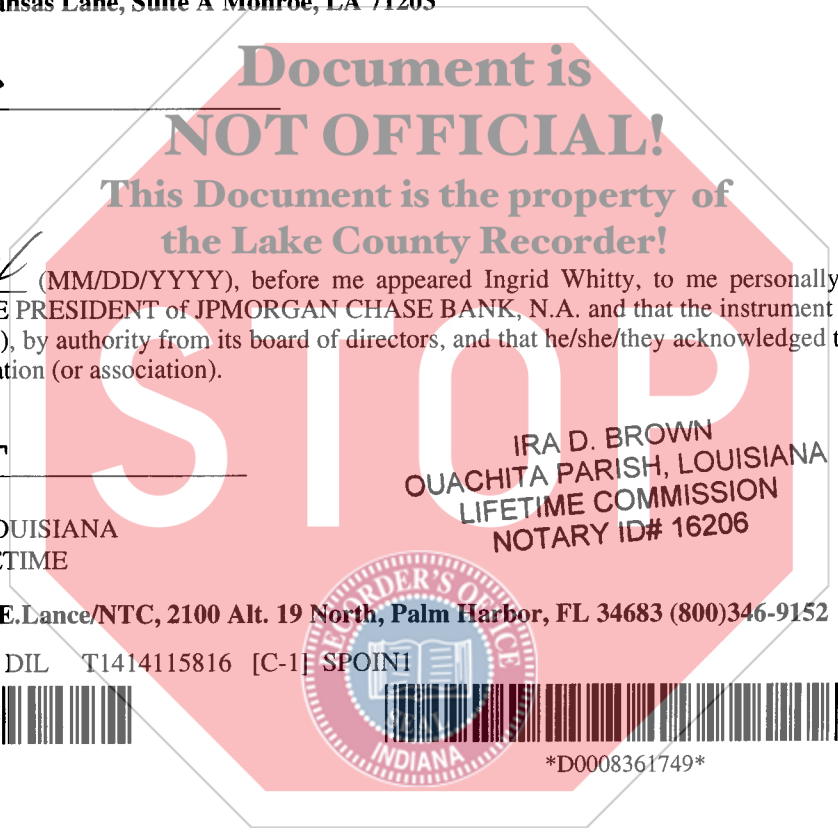 ansas Lane, Suite A Monroe, LA 71203
Document is
NOT OFFICIAL!
This Document is the property of
the Lake County Recorder!
(MM/DD/YYYY), before me appeared Ingrid Whitty, to me personally
E PRESIDENT of JPMORGAN CHASE BANK, N.A. and that the instrument
), by authority from its board of directors, and that he/she/they acknowledged t
ation (or association).
STOP
IRA D. BROWN
OUACHITA PARISH, LOUISIANA
LIFETIME COMMISSION
NOTARY ID# 16206
OUISIANA
ETIME
E.Lance/NTC, 2100 Alt. 19 North, Palm Harbor, FL 34683 (800)346-9152
DIL T1414115816 [C-1] SPOIN1
RECORDER'S OFFICE
SEAL
INDIANA
*D0008361749*